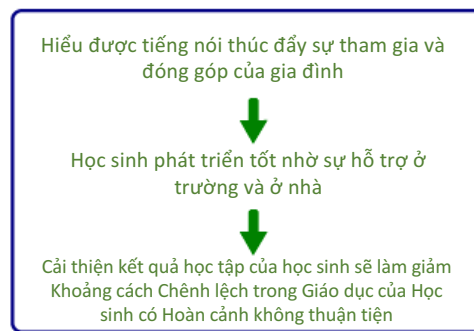 Hiểu được tiếng nói thúc đẩy sự tham gia và
đóng góp của gia đình
Học sinh phát triển tốt nhờ sự hỗ trợ ở
trường và ở nhà
Cải thiện kết quả học tập của học sinh sẽ làm giảm
Khoảng cách Chênh lệch trong Giáo dục của Học
sinh có Hoàn cảnh không thuận tiện